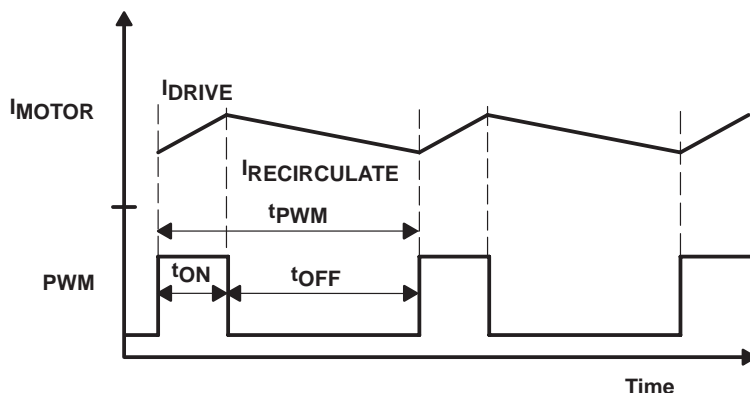 IDRIVE
IMOTOR
IRECIRCULATE
tPWM
tON
tOFF
PWM
Time